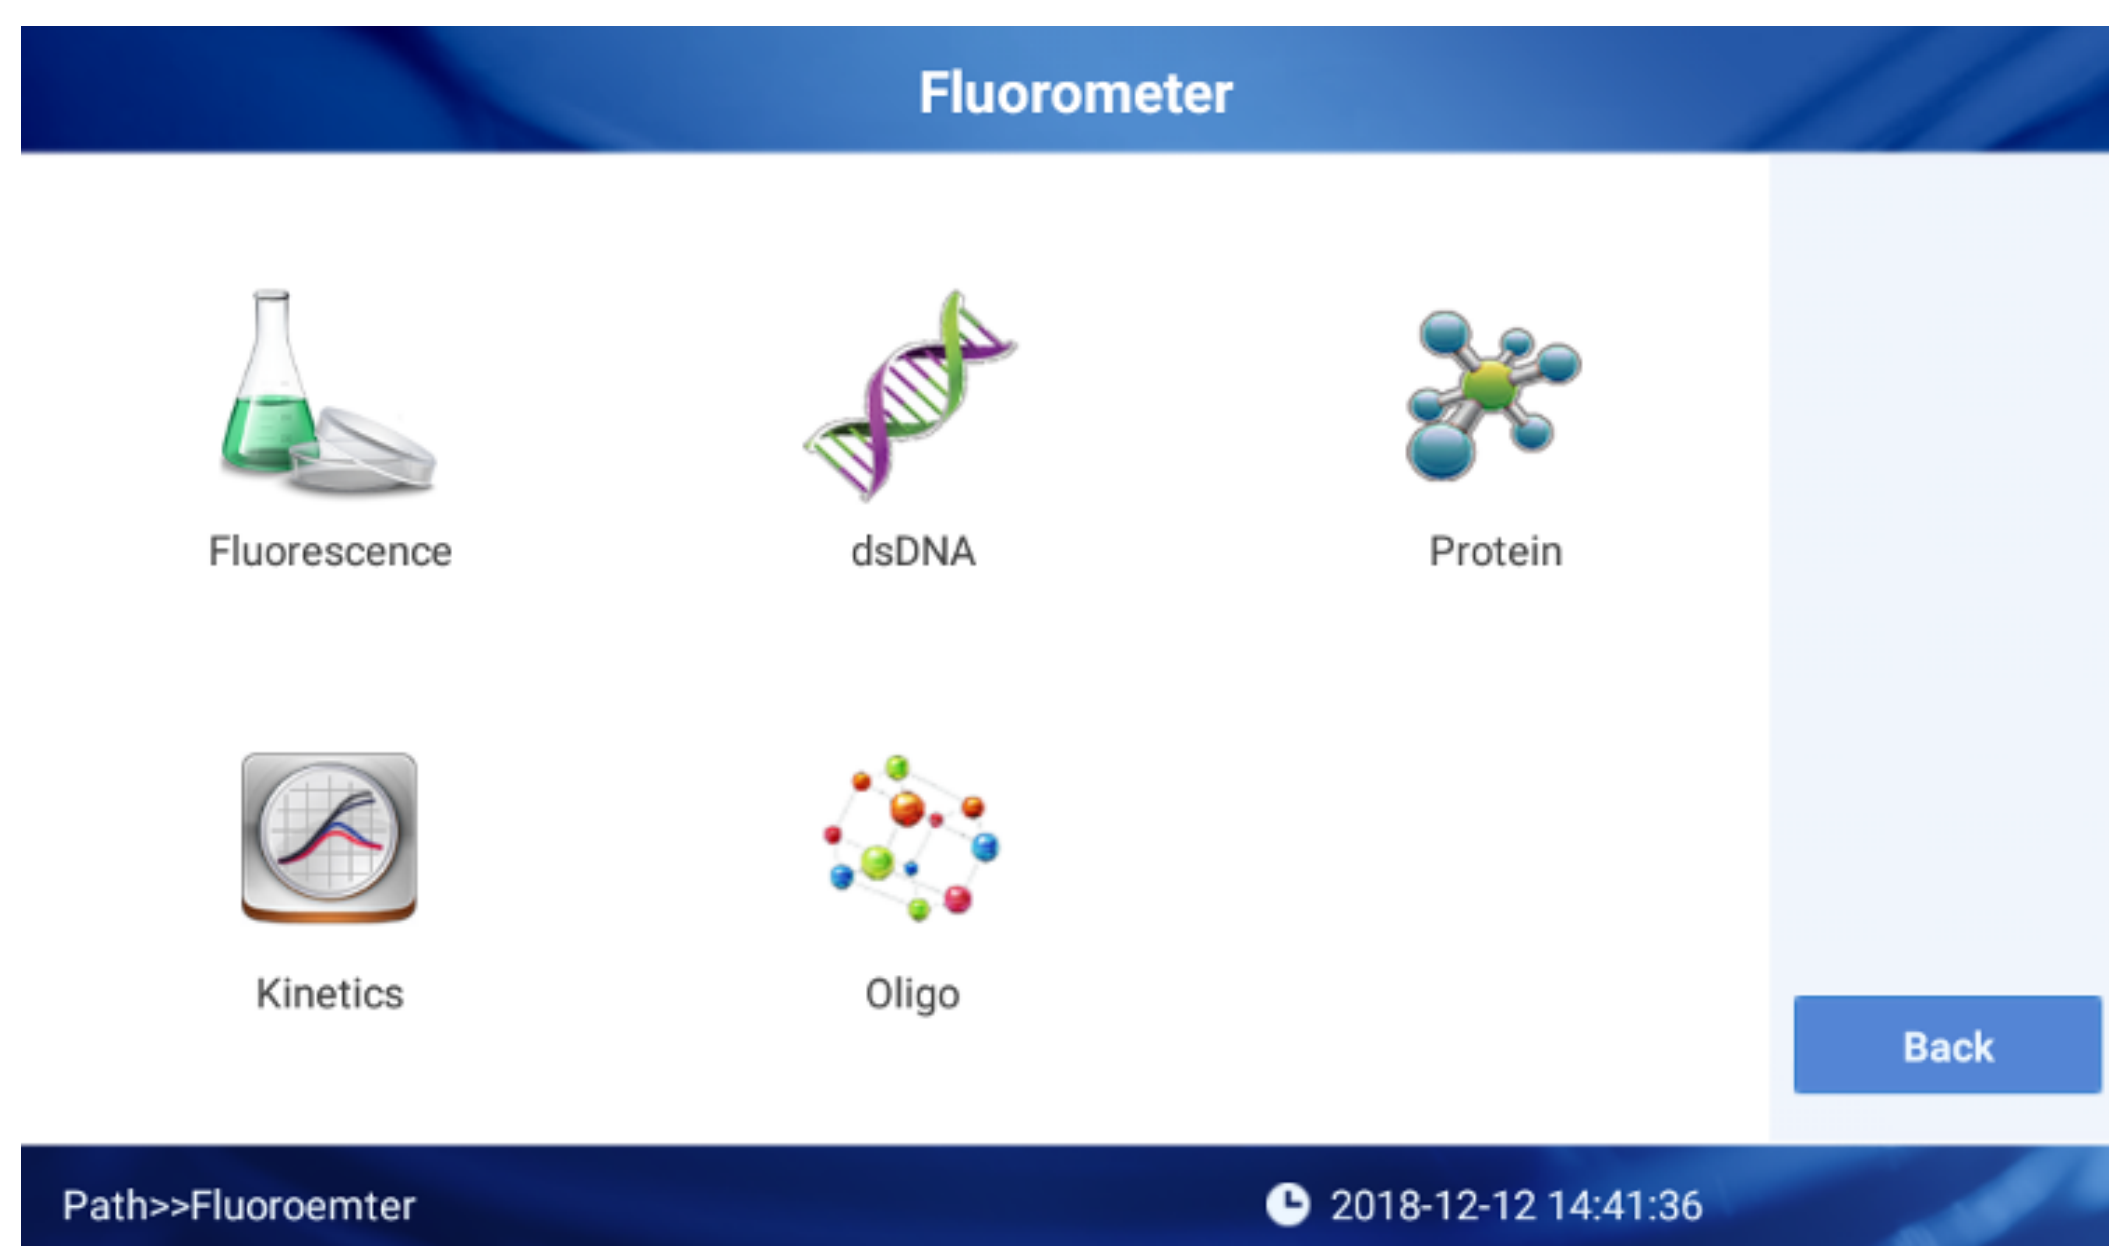 Fluorometer
Fluorescence
dsDNA
Protein
Kinetics
Oligo
Back
Path>>Fluoroemter
2018-12-12 14:41:36